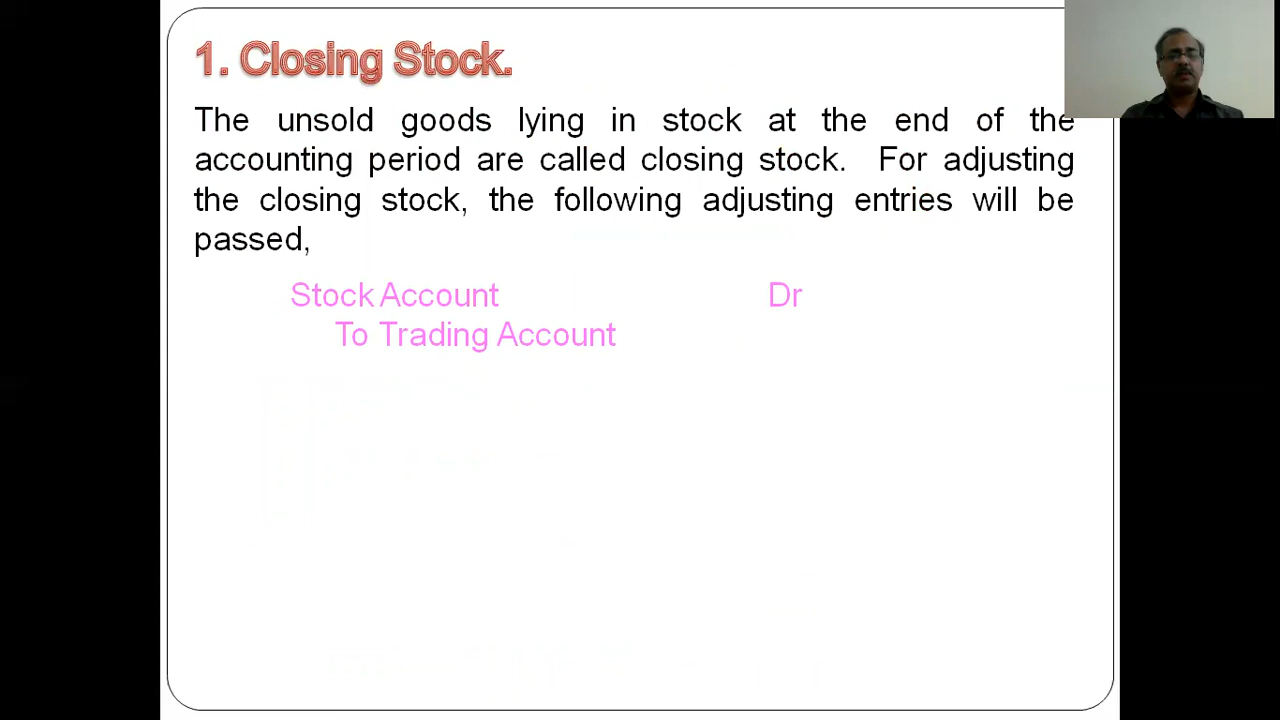 1. Closing Stock.
The unsold goods lying in stock at the end of the
accounting period are called closing stock. For adjusting
the closing stock, the following adjusting entries will be
passed,
Stock Account Dr
To Trading Account